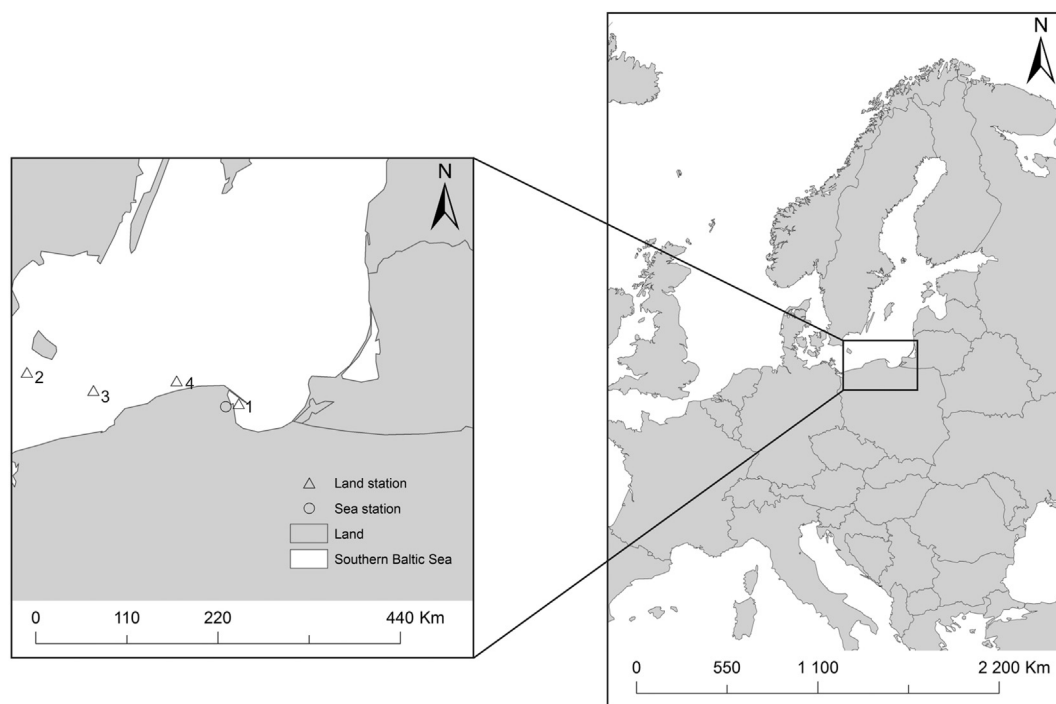 N
N
2
3
4
1
Land station
Sea station
Land
Southern Baltic Sea
0 110 220 440 Km
0 550 1 100 2 200 Km